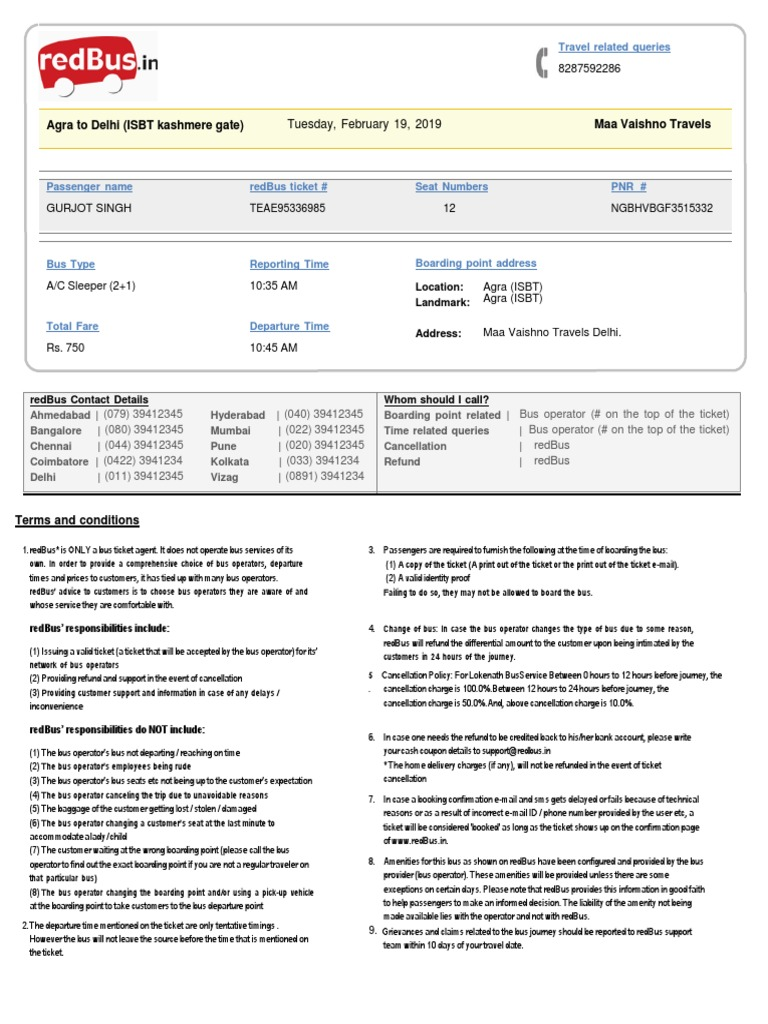 redBus.in
Travel related queries
8287592286
Agra to Delhi (ISBT kashmere gate) Tuesday, February 19, 2019 Maa Vaishno Travels
Passenger name redBus ticket # Seat Numbers PNR #
GURJOT SINGH TEAE95336985 12 NGBHVBGF3515332
Bus Type Reporting Time Boarding point address
A/C Sleeper (2+1) 10:35 AM Location: Agra (ISBT)
Landmark: Agra (ISBT)
Total Fare Departure Time Address: Maa Vaishno Travels Delhi.
Rs. 750 10:45 AM
redBus Contact Details
Ahmedabad | (079) 39412345 Hyderabad | (040) 39412345
Bangalore | (080) 39412345 Mumbai | (022) 39412345
Chennai | (044) 39412345 Pune | (020) 39412345
Coimbatore | (0422) 3941234 Kolkata | (033) 3941234
Delhi | (011) 39412345 Vizag | (0891) 3941234
Whom should I call?
Boarding point related | Bus operator (# on the top of the ticket)
Time related queries | Bus operator (# on the top of the ticket)
Cancellation | redBus
Refund | redBus
Terms and conditions
1. redBus* is ONLY a bus ticket agent. It does not operate bus services of its
own. In order to provide a comprehensive choice of bus operators, departure
times and prices to customers, it has tied up with many bus operators.
redBus' advice to customers is to choose bus operators they are aware of and
whose service they are comfortable with.
redBus' responsibilities include:
(1) Issuing a valid ticket (a ticket that will be accepted by the bus operator) for its'
network of bus operators
(2) Providing refund and support in the event of cancellation
(3) Providing customer support and information in case of any delays /
inconvenience
redBus' responsibilities do NOT include:
(1) The bus operator's bus not departing / reaching on time
(2) The bus operator's employees being rude
(3) The bus operator's bus seats etc not being up to the customer's expectation
(4) The bus operator canceling the trip due to unavoidable reasons
(5) The baggage of the customer getting lost / stolen / damaged
(6) The bus operator changing a customer's seat at the last minute to
accommodate a lady / child
(7) The customer waiting at the wrong boarding point (please call the bus
operator to find out the exact boarding point if you are not a regular traveler on
that particular bus)
(8) The bus operator changing the boarding point and/or using a pick-up vehicle
at the boarding point to take customers to the bus departure point
2.The departure time mentioned on the ticket are only tentative timings .
However the bus will not leave the source before the time that is mentioned on
the ticket.
3. Passengers are required to furnish the following at the time of boarding the bus:
(1) A copy of the ticket (A print out of the ticket or the print out of the ticket e-mail).
(2) A valid identity proof
Failing to do so, they may not be allowed to board the bus.
4. Change of bus: In case the bus operator changes the type of bus due to some reason,
redBus will refund the differential amount to the customer upon being intimated by the
customers in 24 hours of the journey.
5 Cancellation Policy: For Lokenath Bus Service Between 0 hours to 12 hours before journey, the
. cancellation charge is 100.0%.Between 12 hours to 24 hours before journey, the
cancellation charge is 50.0%.And, above cancellation charge is 10.0%.
6. In case one needs the refund to be credited back to his/her bank account, please write
your cash coupon details to support@redbus.in
*The home delivery charges (if any), will not be refunded in the event of ticket
cancellation
7. In case a booking confirmation e-mail and sms gets delayed or fails because of technical
reasons or as a result of incorrect e-mail ID / phone number provided by the user etc, a
ticket will be considered 'booked' as long as the ticket shows up on the confirmation page
of www.redBus.in.
8. Amenities for this bus as shown on redBus have been configured and provided by the bus
provider (bus operator). These amenities will be provided unless there are some
exceptions on certain days. Please note that redBus provides this information in good faith
to help passengers to make an informed decision. The liability of the amenity not being
made available lies with the operator and not with redBus.
9. Grievances and claims related to the bus journey should be reported to redBus support
team within 10 days of your travel date.